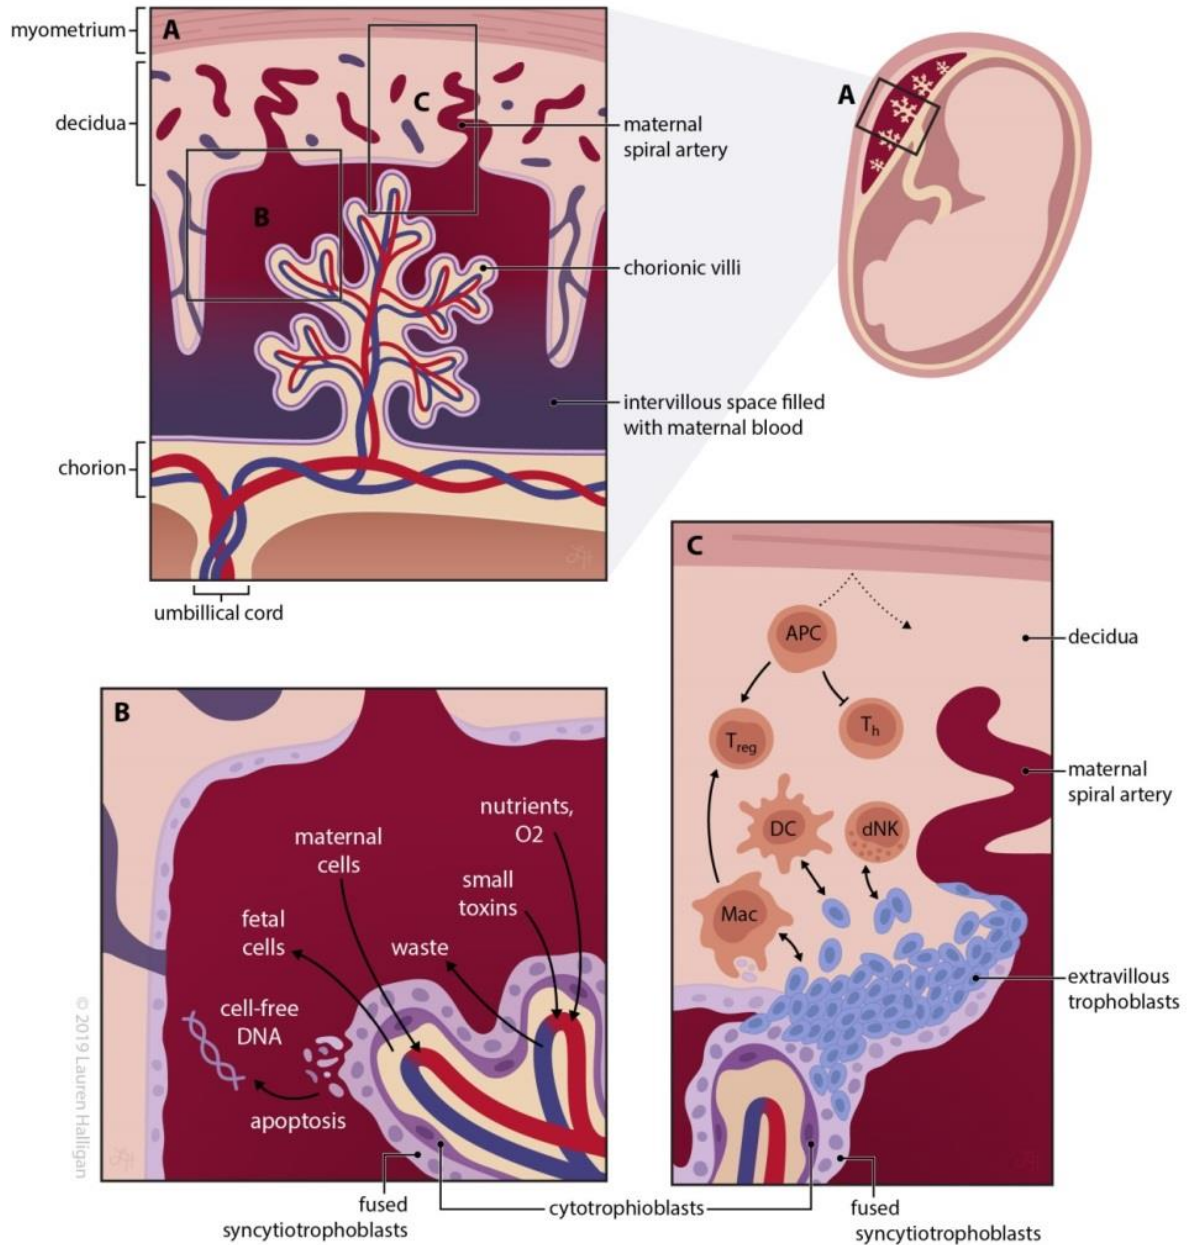 myometrium
A
decidua
C
maternal
spiral artery
B
chorionic villi
intervillous space filled
with maternal blood
chorion
umbillical cord
A
B
nutrients,
O2
maternal
cells
small
toxins
fetal
cells
waste
cell-free
DNA
apoptosis
fused
syncytiotrophoblasts
cytotrophioblasts
© 2019 Lauren Halligan
C
APC
decidua
Treg
Th
maternal
spiral artery
DC
dNK
Mac
extravillous
trophoblasts
fused
syncytiotrophoblasts